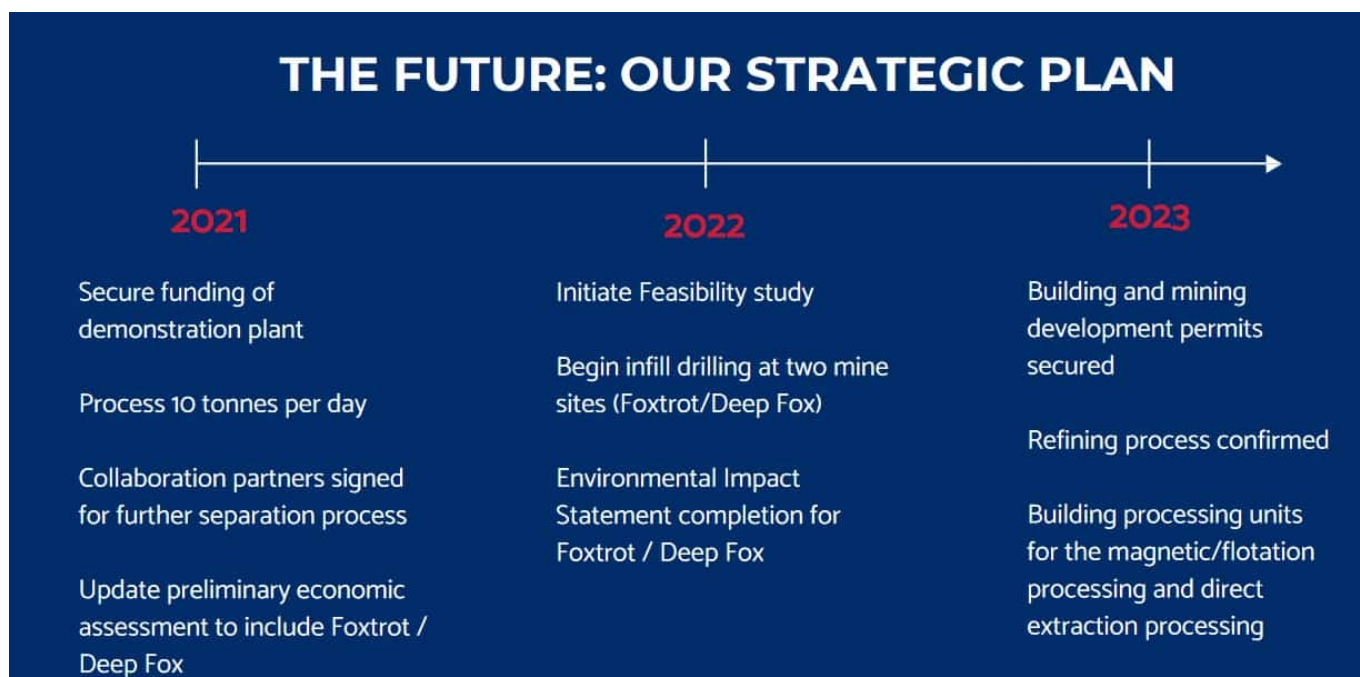 THE FUTURE: OUR STRATEGIC PLAN
2021
Secure funding of
demonstration plant
Process 10 tonnes per day
Collaboration partners signed
for further separation process
Update preliminary economic
assessment to include Foxtrot /
Deep Fox
2022
Initiate Feasibility study
Begin infill drilling at two mine
sites (Foxtrot/Deep Fox)
Environmental Impact
Statement completion for
Foxtrot / Deep Fox
2023
Building and mining
development permits
secured
Refining process confirmed
Building processing units
for the magnetic/flotation
processing and direct
extraction processing